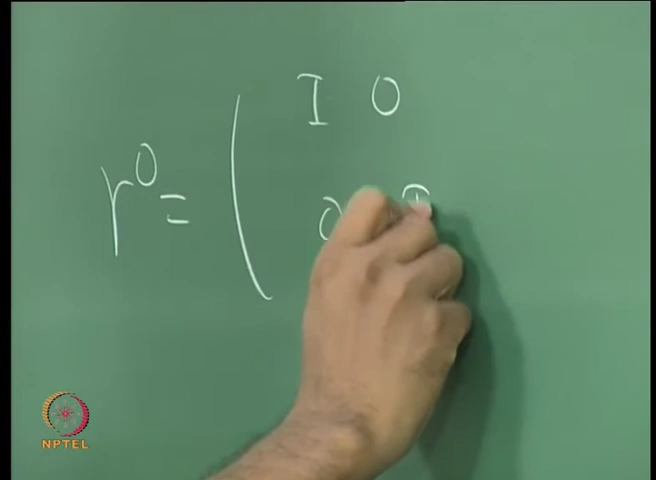 I 0
γ⁰ = (
0 I
NPTEL